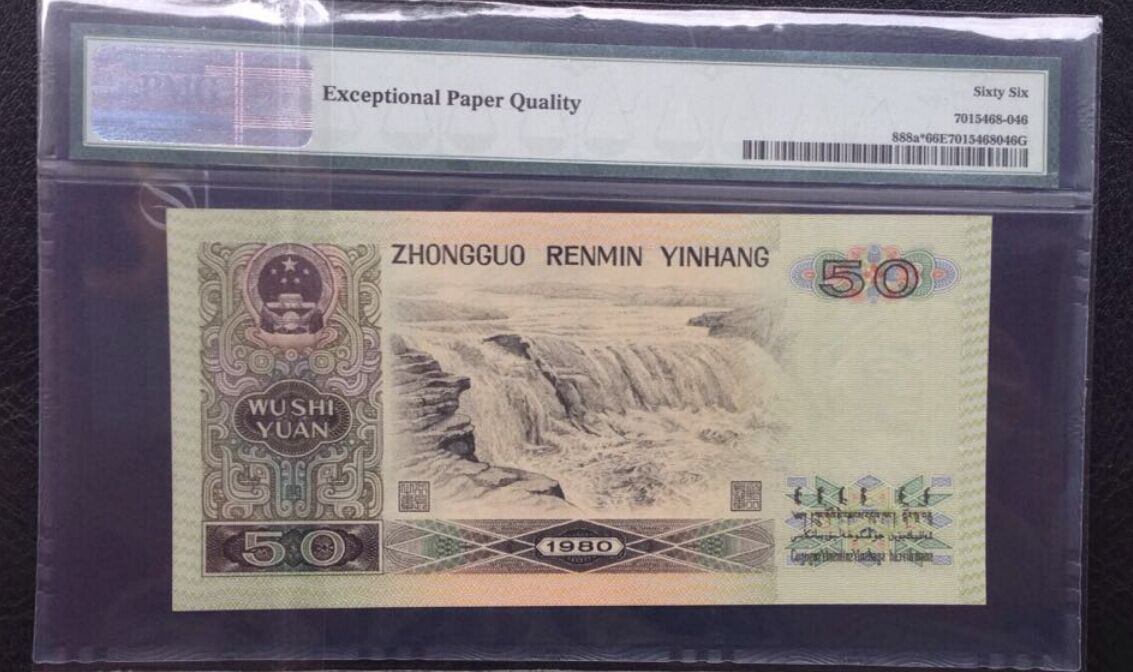 Exceptional Paper Quality
Sixty Six
7015468-046
888a*66E7015468046G
ZHONGGUO RENMIN YINHANG
50
WU SHI
YUAN
50
1980